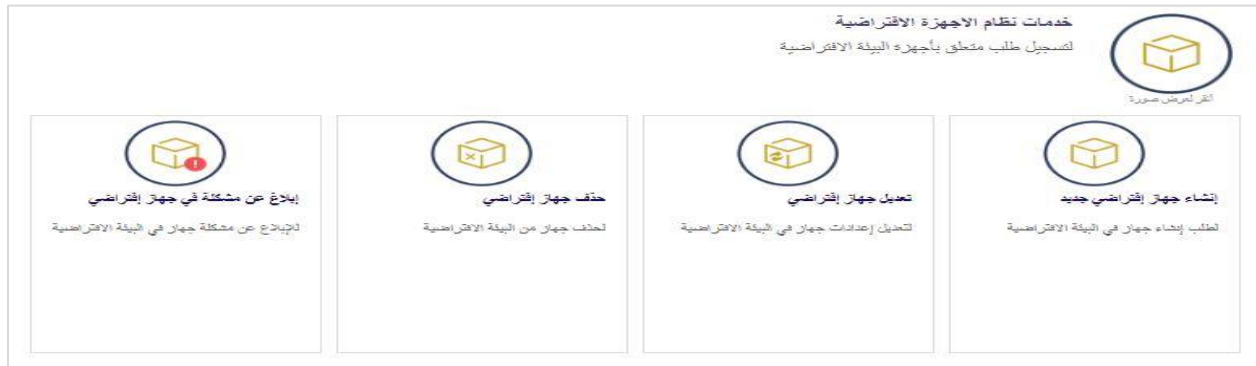 خدمات نظام الاجهزة الافتراضية
لتسجيل طلب متعلق بأجهزة البيئة الافتراضية
انقر لعرض صورة
إنشاء جهاز إفتراضي جديد
لطلب إنشاء جهاز في البيئة الافتراضية
تعديل جهاز إفتراضي
لتعديل إعدادات جهاز في البيئة الافتراضية
حذف جهاز إفتراضي
لحذف جهاز من البيئة الافتراضية
إبلاغ عن مشكلة في جهاز إفتراضي
للإبلاغ عن مشكلة جهاز في البيئة الافتراضية